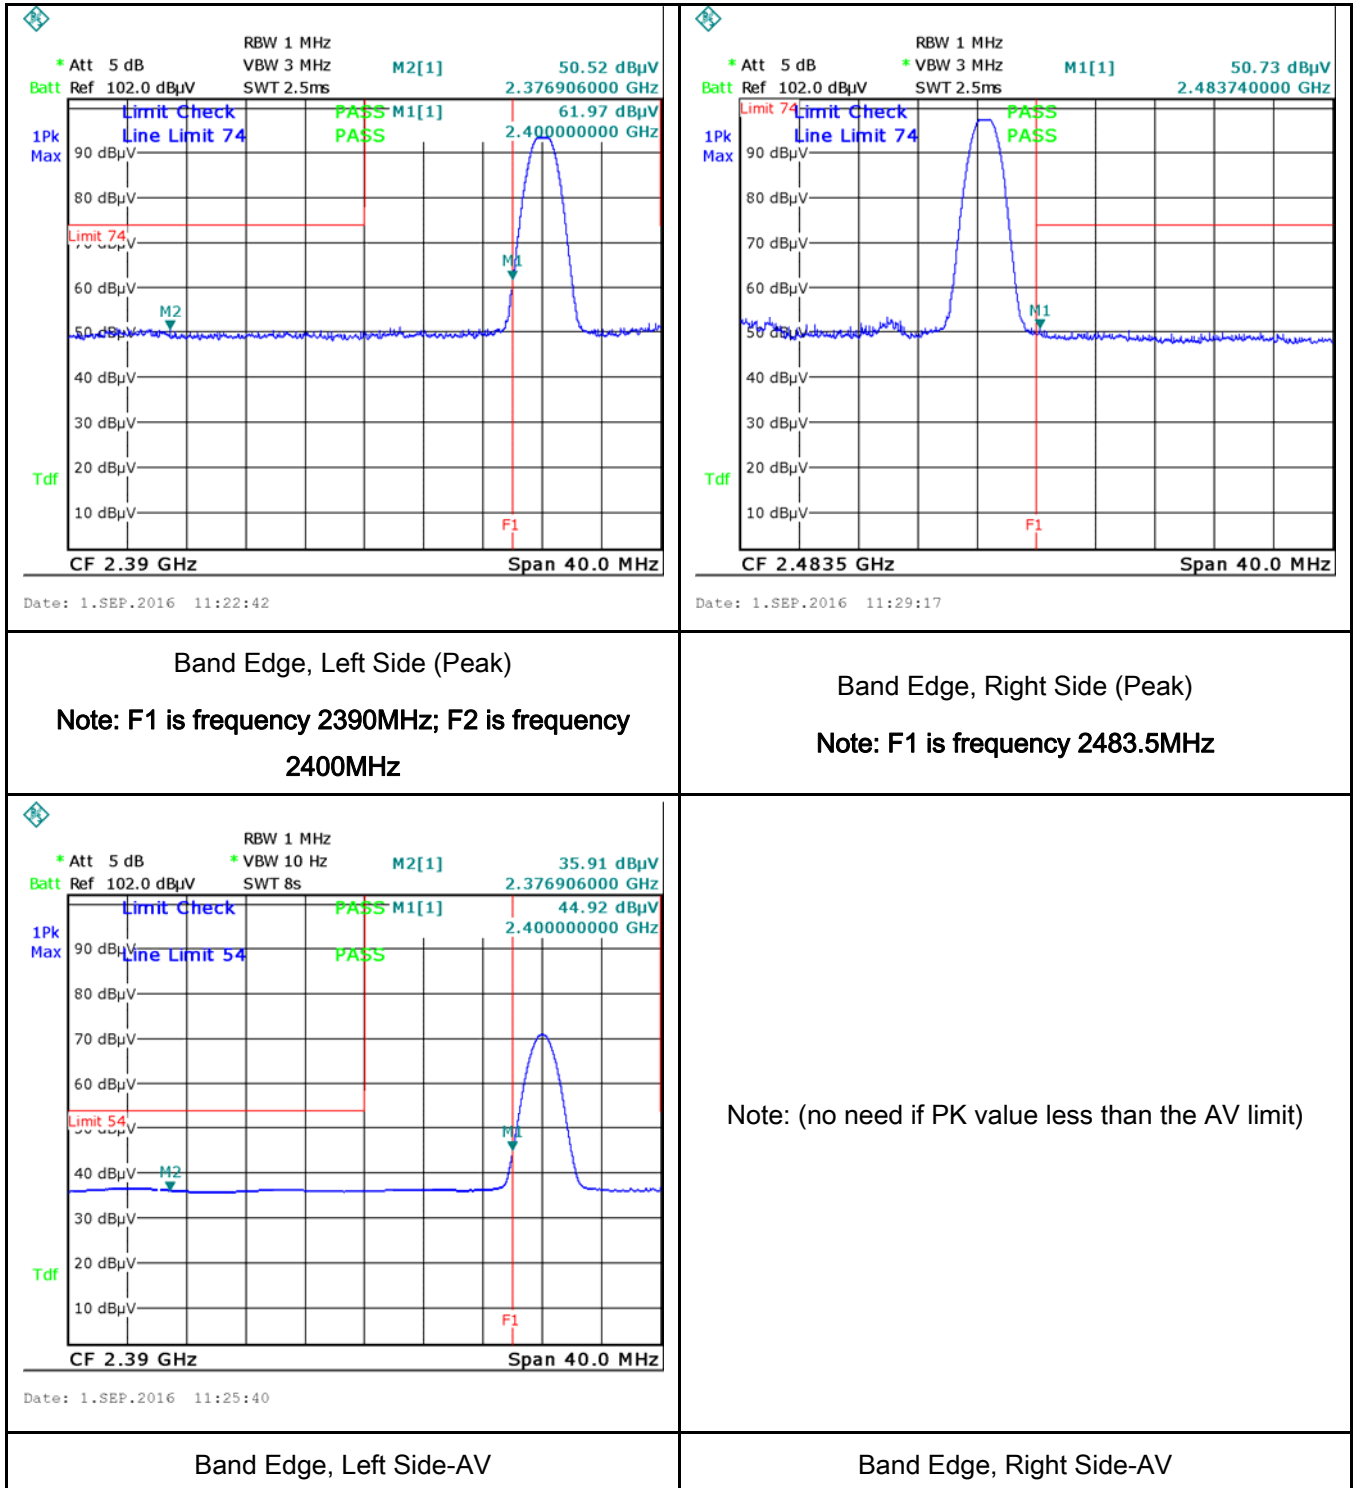 RBW 1 MHz
* Att 5 dB VBW 3 MHz M2[1] 50.52 dBµV
Batt Ref 102.0 dBµV SWT 2.5ms 2.376906000 GHz
Limit Check PASS M1[1] 61.97 dBµV
1Pk Line Limit 74 PASS 2.400000000 GHz
Max 90 dBµV
80 dBµV
Limit 74
70 dBµV
M1
60 dBµV
M2
50 dBµV
40 dBµV
30 dBµV
20 dBµV
Tdf
10 dBµV
F1
CF 2.39 GHz Span 40.0 MHz
Date: 1.SEP.2016 11:22:42
RBW 1 MHz
* Att 5 dB * VBW 3 MHz M1[1] 50.73 dBµV
Batt Ref 102.0 dBµV SWT 2.5ms 2.483740000 GHz
Limit 74 Limit Check PASS
1Pk Line Limit 74 PASS
Max 90 dBµV
80 dBµV
70 dBµV
60 dBµV
M1
50 dBµV
40 dBµV
30 dBµV
20 dBµV
Tdf
10 dBµV
F1
CF 2.4835 GHz Span 40.0 MHz
Date: 1.SEP.2016 11:29:17
Band Edge, Left Side (Peak)
Note: F1 is frequency 2390MHz; F2 is frequency
2400MHz
Band Edge, Right Side (Peak)
Note: F1 is frequency 2483.5MHz
RBW 1 MHz
* Att 5 dB * VBW 10 Hz M2[1] 35.91 dBµV
Batt Ref 102.0 dBµV SWT 8s 2.376906000 GHz
Limit Check PASS M1[1] 44.92 dBµV
1Pk 2.400000000 GHz
Max 90 dBµV Line Limit 54 PASS
80 dBµV
70 dBµV
60 dBµV
Limit 54
50 dBµV
M1
40 dBµV M2
30 dBµV
20 dBµV
Tdf
10 dBµV
F1
CF 2.39 GHz Span 40.0 MHz
Date: 1.SEP.2016 11:25:40
Note: (no need if PK value less than the AV limit)
Band Edge, Left Side-AV
Band Edge, Right Side-AV